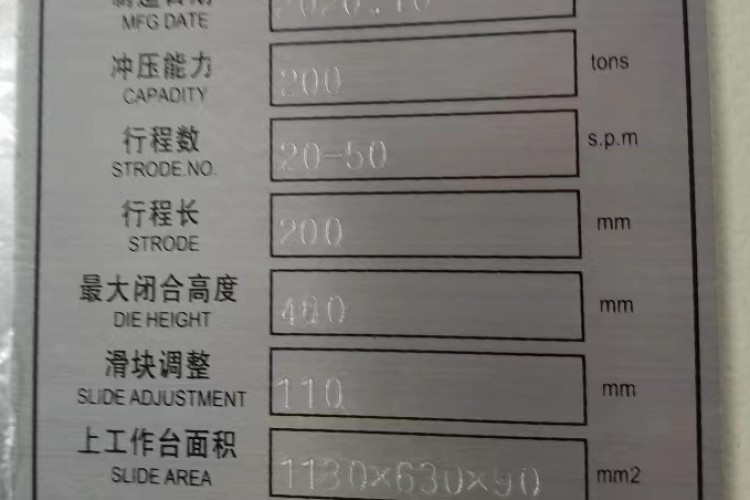 MFG DATE
2020.10
冲压能力
200
tons
CAPADITY
行程数
20-50
s.p.m
STRODE.NO.
行程长
200
mm
STRODE
最大闭合高度
mm
DIE HEIGHT
滑块调整
110
mm
SLIDE ADJUSTMENT
上工作台面积
1130×630×90
mm2
SLIDE AREA